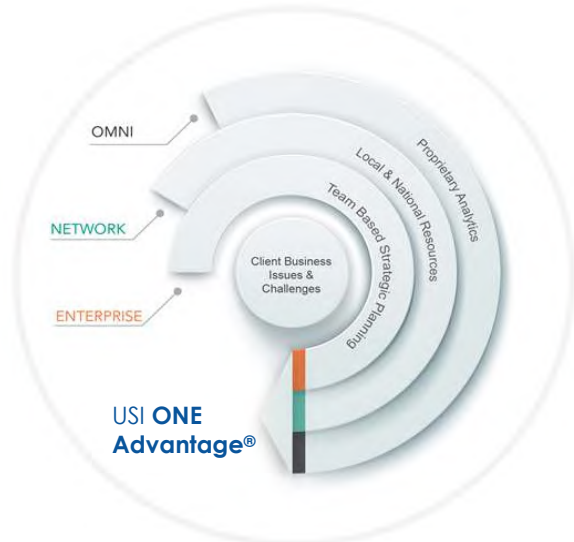 OMNI
NETWORK
ENTERPRISE
Proprietary Analytics
Local & National Resources
Team Based Strategic Planning
Client Business
Issues &
Challenges
USI ONE
Advantage®